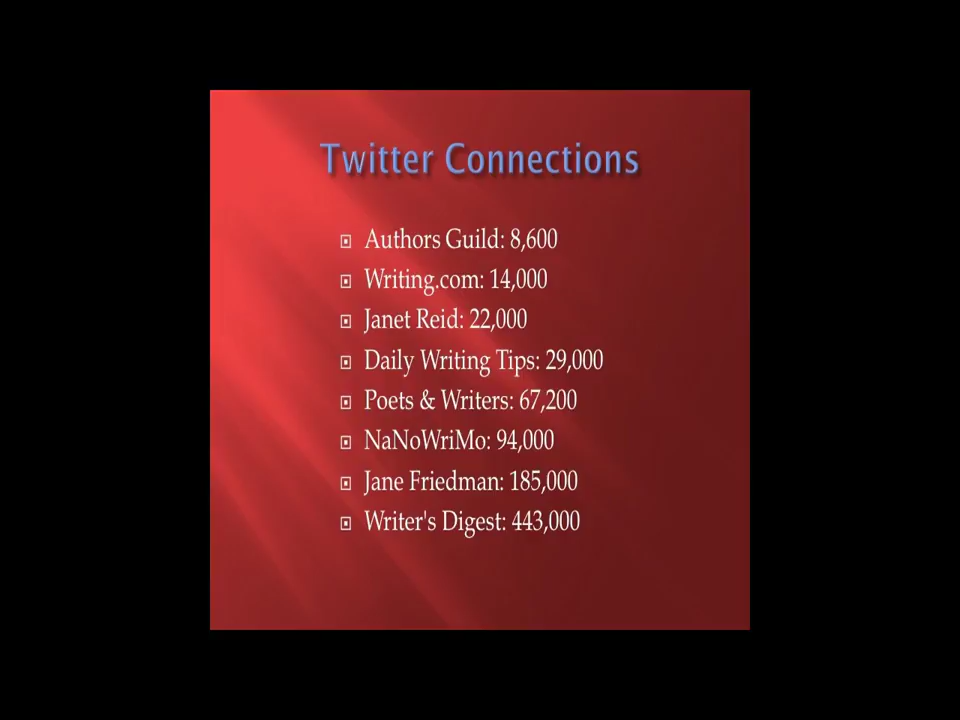 Twitter Connections
Authors Guild: 8,600
Writing.com: 14,000
Janet Reid: 22,000
Daily Writing Tips: 29,000
Poets & Writers: 67,200
NaNoWriMo: 94,000
Jane Friedman: 185,000
Writer's Digest: 443,000